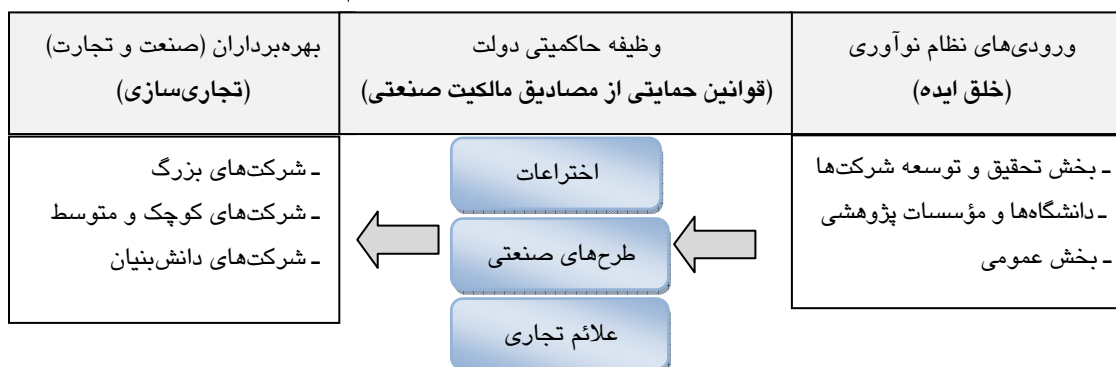 ورودی‌های نظام نوآوری
(خلق ایده)
وظیفه حاکمیتی دولت
(قوانین حمایتی از مصادیق مالکیت صنعتی)
بهره‌برداران (صنعت و تجارت)
(تجاری‌سازی)
ـ بخش تحقیق و توسعه شرکت‌ها
ـ دانشگاه‌ها و مؤسسات پژوهشی
ـ بخش عمومی
اختراعات
طرح‌های صنعتی
علائم تجاری
ـ شرکت‌های بزرگ
ـ شرکت‌های کوچک و متوسط
ـ شرکت‌های دانش‌بنیان